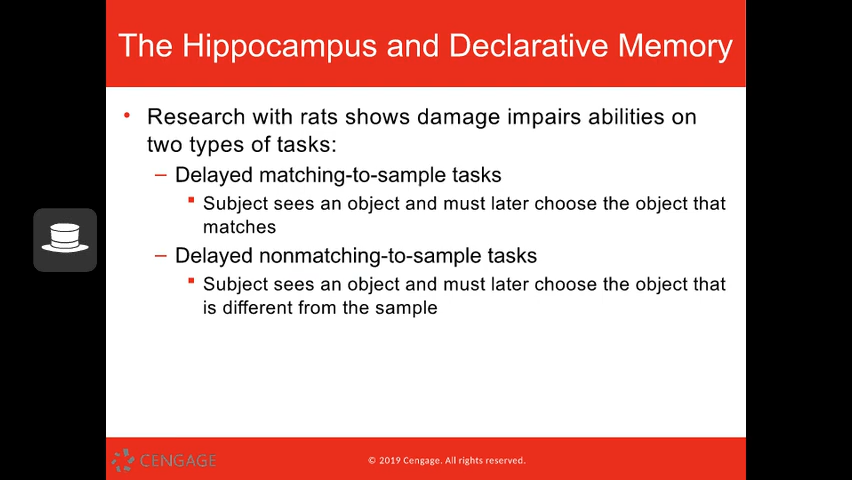 The Hippocampus and Declarative Memory
• Research with rats shows damage impairs abilities on
two types of tasks:
– Delayed matching-to-sample tasks
▪ Subject sees an object and must later choose the object that
matches
– Delayed nonmatching-to-sample tasks
▪ Subject sees an object and must later choose the object that
is different from the sample
CENGAGE
© 2019 Cengage. All rights reserved.